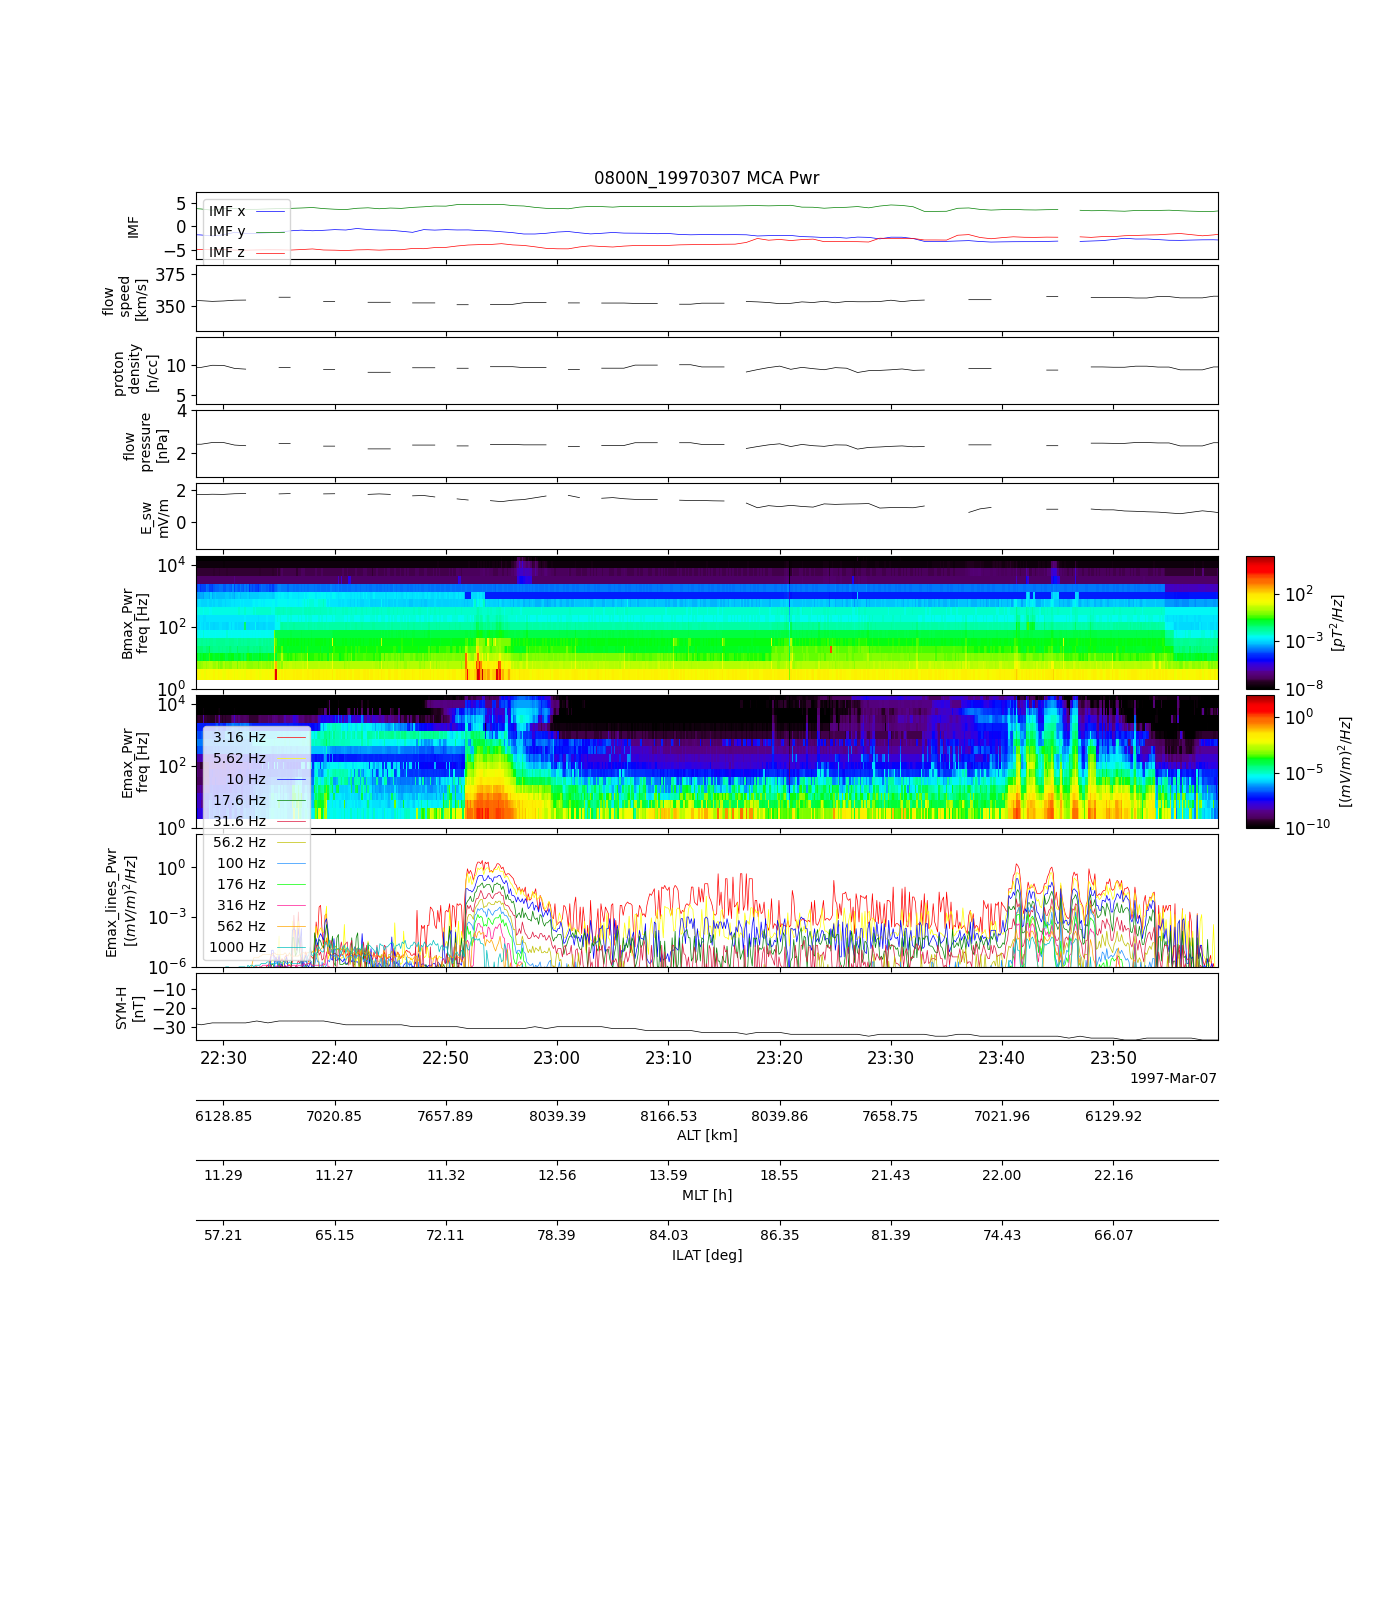 0800N_19970307 MCA Pwr
5
0
−5
IMF
IMF x
IMF y
IMF z
375
350
flow
speed
[km/s]
10
5
proton
density
[n/cc]
4
2
flow
pressure
[nPa]
2
0
E_sw
mV/m
10^4
10^2
10^0
Bmax_Pwr
freq [Hz]
10^2
10^−3
10^−8
[pT^2/Hz]
10^4
10^2
10^0
Emax_Pwr
freq [Hz]
10^0
10^−5
10^−10
[(mV/m)^2/Hz]
3.16 Hz
5.62 Hz
10 Hz
17.6 Hz
31.6 Hz
56.2 Hz
100 Hz
176 Hz
316 Hz
562 Hz
1000 Hz
10^0
10^−3
10^−6
Emax_lines_Pwr
[(mV/m)^2/Hz]
−10
−20
−30
SYM-H
[nT]
22:30 22:40 22:50 23:00 23:10 23:20 23:30 23:40 23:50
1997-Mar-07
6128.85 7020.85 7657.89 8039.39 8166.53 8039.86 7658.75 7021.96 6129.92
ALT [km]
11.29 11.27 11.32 12.56 13.59 18.55 21.43 22.00 22.16
MLT [h]
57.21 65.15 72.11 78.39 84.03 86.35 81.39 74.43 66.07
ILAT [deg]